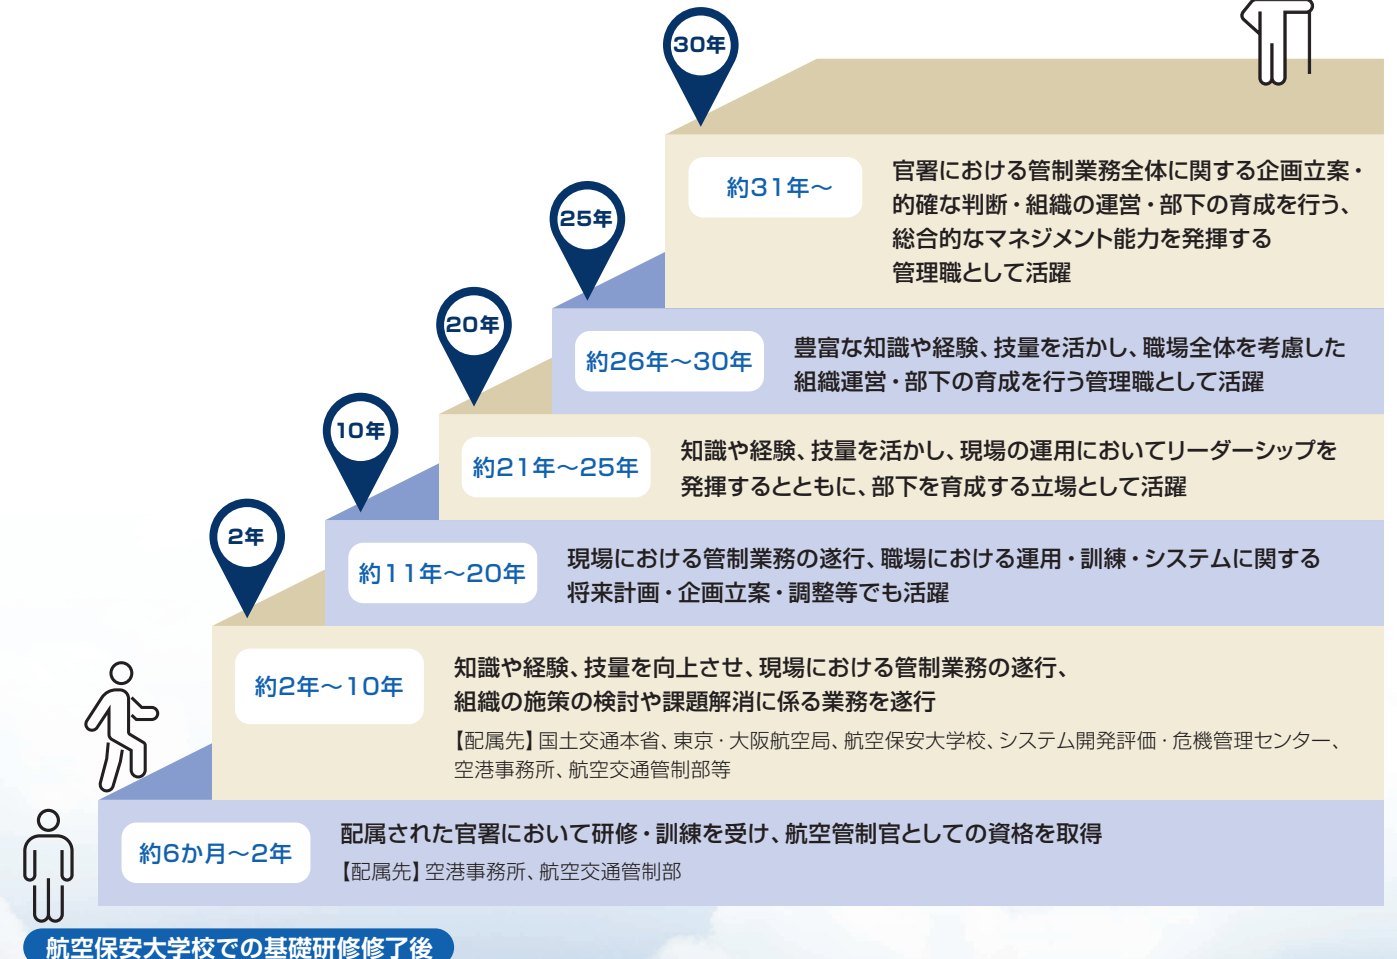 30年
約31年～
官署における管制業務全体に関する企画立案・
的確な判断・組織の運営・部下の育成を行う、
総合的なマネジメント能力を発揮する
管理職として活躍
25年
約26年～30年
豊富な知識や経験、技量を活かし、職場全体を考慮した
組織運営・部下の育成を行う管理職として活躍
20年
約21年～25年
知識や経験、技量を活かし、現場の運用においてリーダーシップを
発揮するとともに、部下を育成する立場として活躍
10年
約11年～20年
現場における管制業務の遂行、職場における運用・訓練・システムに関する
将来計画・企画立案・調整等でも活躍
2年
約2年～10年
知識や経験、技量を向上させ、現場における管制業務の遂行、
組織の施策の検討や課題解消に係る業務を遂行
【配属先】国土交通本省、東京・大阪航空局、航空保安大学校、システム開発評価・危機管理センター、
空港事務所、航空交通管制部等
約6か月～2年
配属された官署において研修・訓練を受け、航空管制官としての資格を取得
【配属先】空港事務所、航空交通管制部
航空保安大学校での基礎研修修了後